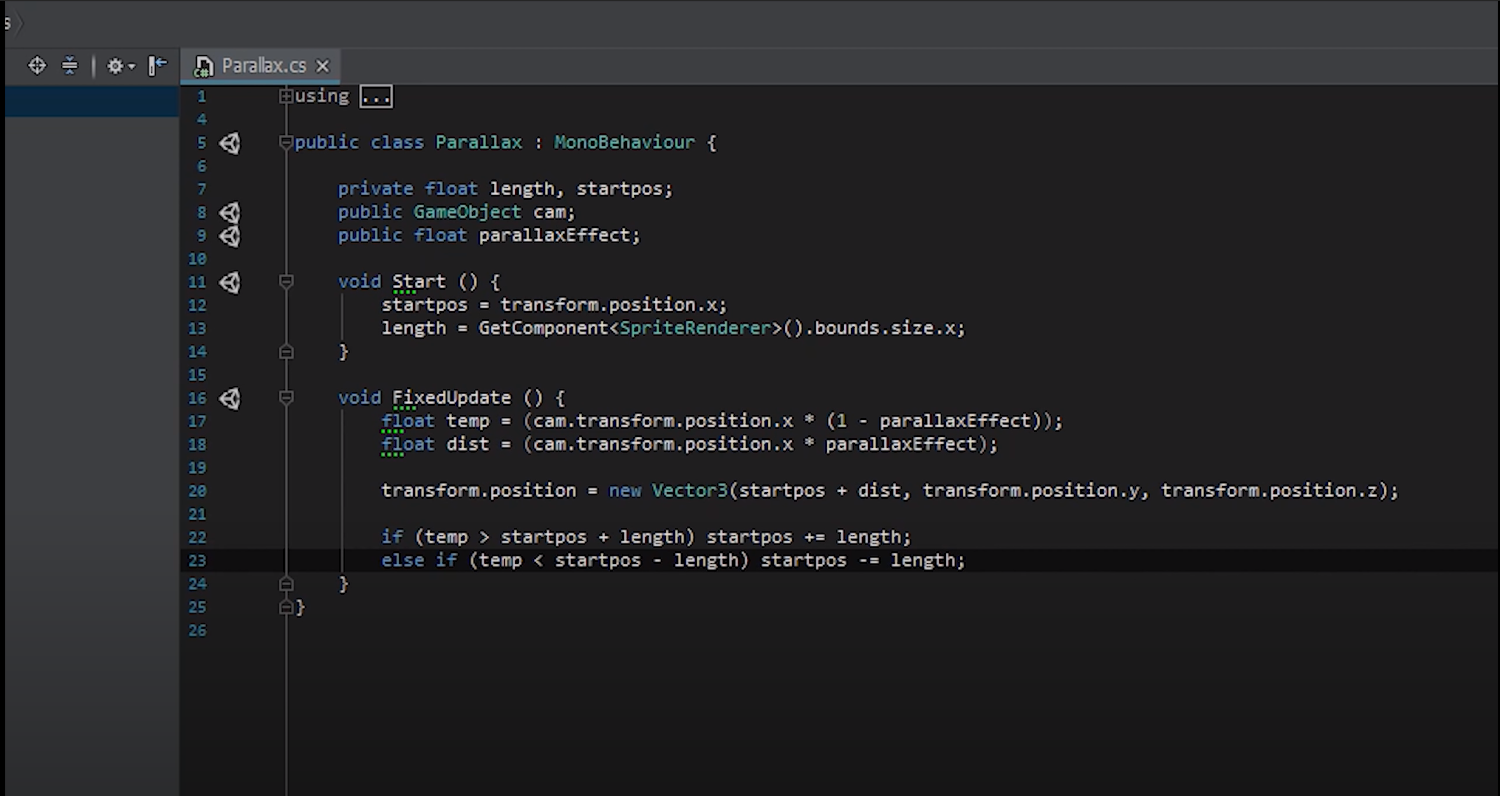 s
Parallax.cs
1 using ...
4
5 public class Parallax : MonoBehaviour {
6
7 private float length, startpos;
8 public GameObject cam;
9 public float parallaxEffect;
10
11 void Start () {
12 startpos = transform.position.x;
13 length = GetComponent<SpriteRenderer>().bounds.size.x;
14 }
15
16 void FixedUpdate () {
17 float temp = (cam.transform.position.x * (1 - parallaxEffect));
18 float dist = (cam.transform.position.x * parallaxEffect);
19
20 transform.position = new Vector3(startpos + dist, transform.position.y, transform.position.z);
21
22 if (temp > startpos + length) startpos += length;
23 else if (temp < startpos - length) startpos -= length;
24 }
25 }
26